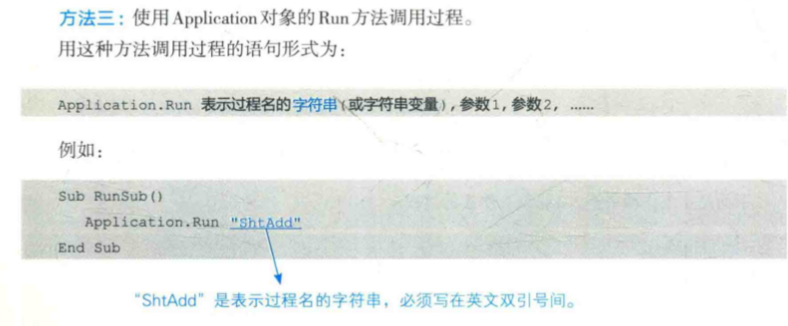 方法三：使用Application对象的Run方法调用过程。
用这种方法调用过程的语句形式为：
Application.Run 表示过程名的字符串(或字符串变量),参数1,参数2, ……
例如：
Sub RunSub()
Application.Run "ShtAdd"
End Sub
“ShtAdd”是表示过程名的字符串，必须写在英文双引号间。